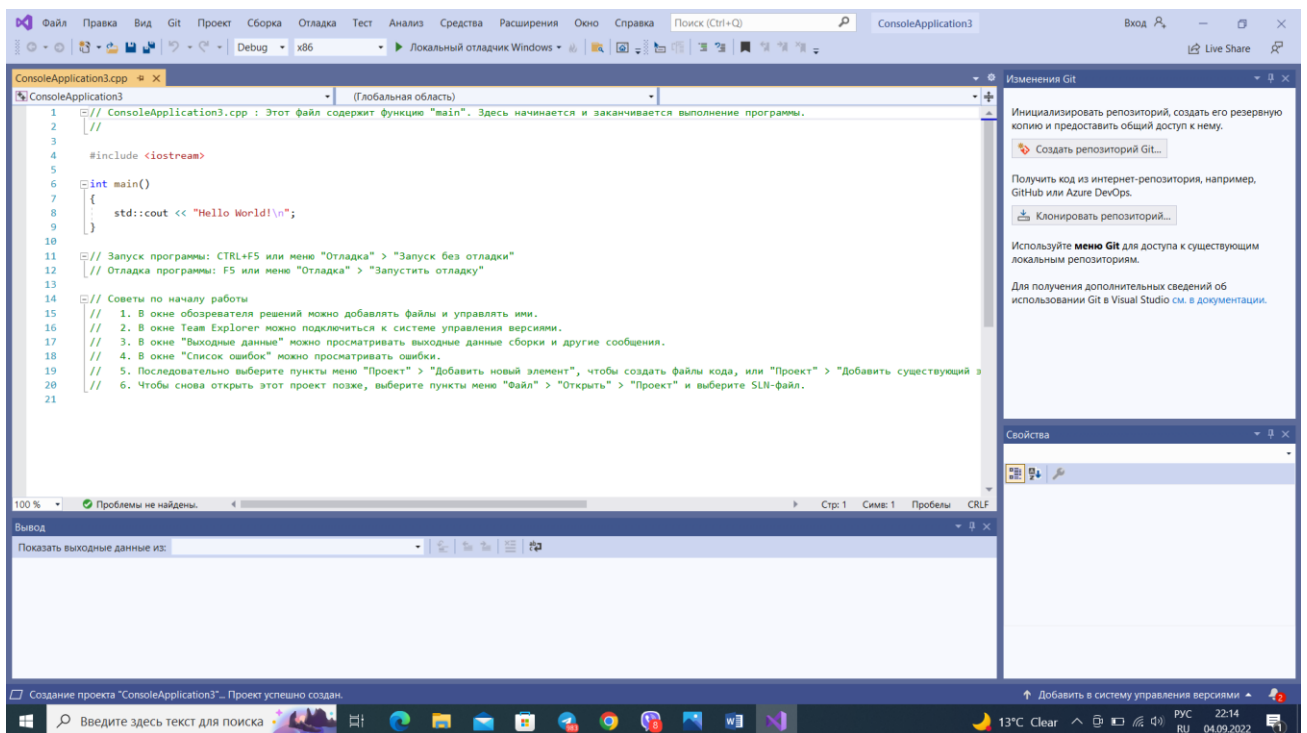 Файл Правка Вид Git Проект Сборка Отладка Тест Анализ Средства Расширения Окно Справка Поиск (Ctrl+Q) ConsoleApplication3 Вход
Debug x86 Локальный отладчик Windows Live Share
ConsoleApplication3.cpp
ConsoleApplication3 (Глобальная область)
1 // ConsoleApplication3.cpp : Этот файл содержит функцию "main". Здесь начинается и заканчивается выполнение программы.
2 //
3
4 #include <iostream>
5
6 int main()
7 {
8 std::cout << "Hello World!\n";
9 }
10
11 // Запуск программы: CTRL+F5 или меню "Отладка" > "Запуск без отладки"
12 // Отладка программы: F5 или меню "Отладка" > "Запустить отладку"
13
14 // Советы по началу работы
15 // 1. В окне обозревателя решений можно добавлять файлы и управлять ими.
16 // 2. В окне Team Explorer можно подключиться к системе управления версиями.
17 // 3. В окне "Выходные данные" можно просматривать выходные данные сборки и другие сообщения.
18 // 4. В окне "Список ошибок" можно просматривать ошибки.
19 // 5. Последовательно выберите пункты меню "Проект" > "Добавить новый элемент", чтобы создать файлы кода, или "Проект" > "Добавить существующий э
20 // 6. Чтобы снова открыть этот проект позже, выберите пункты меню "Файл" > "Открыть" > "Проект" и выберите SLN-файл.
21
100 % Проблемы не найдены. Стр: 1 Симв: 1 Пробелы CRLF
Вывод
Показать выходные данные из:
Изменения Git
Инициализировать репозиторий, создать его резервную
копию и предоставить общий доступ к нему.
Создать репозиторий Git...
Получить код из интернет-репозитория, например,
GitHub или Azure DevOps.
Клонировать репозиторий...
Используйте меню Git для доступа к существующим
локальным репозиториям.
Для получения дополнительных сведений об
использовании Git в Visual Studio см. в документации.
Свойства
Создание проекта "ConsoleApplication3"... Проект успешно создан. Добавить в систему управления версиями 2
Введите здесь текст для поиска 13°C Clear РУС 22:14
RU 04.09.2022